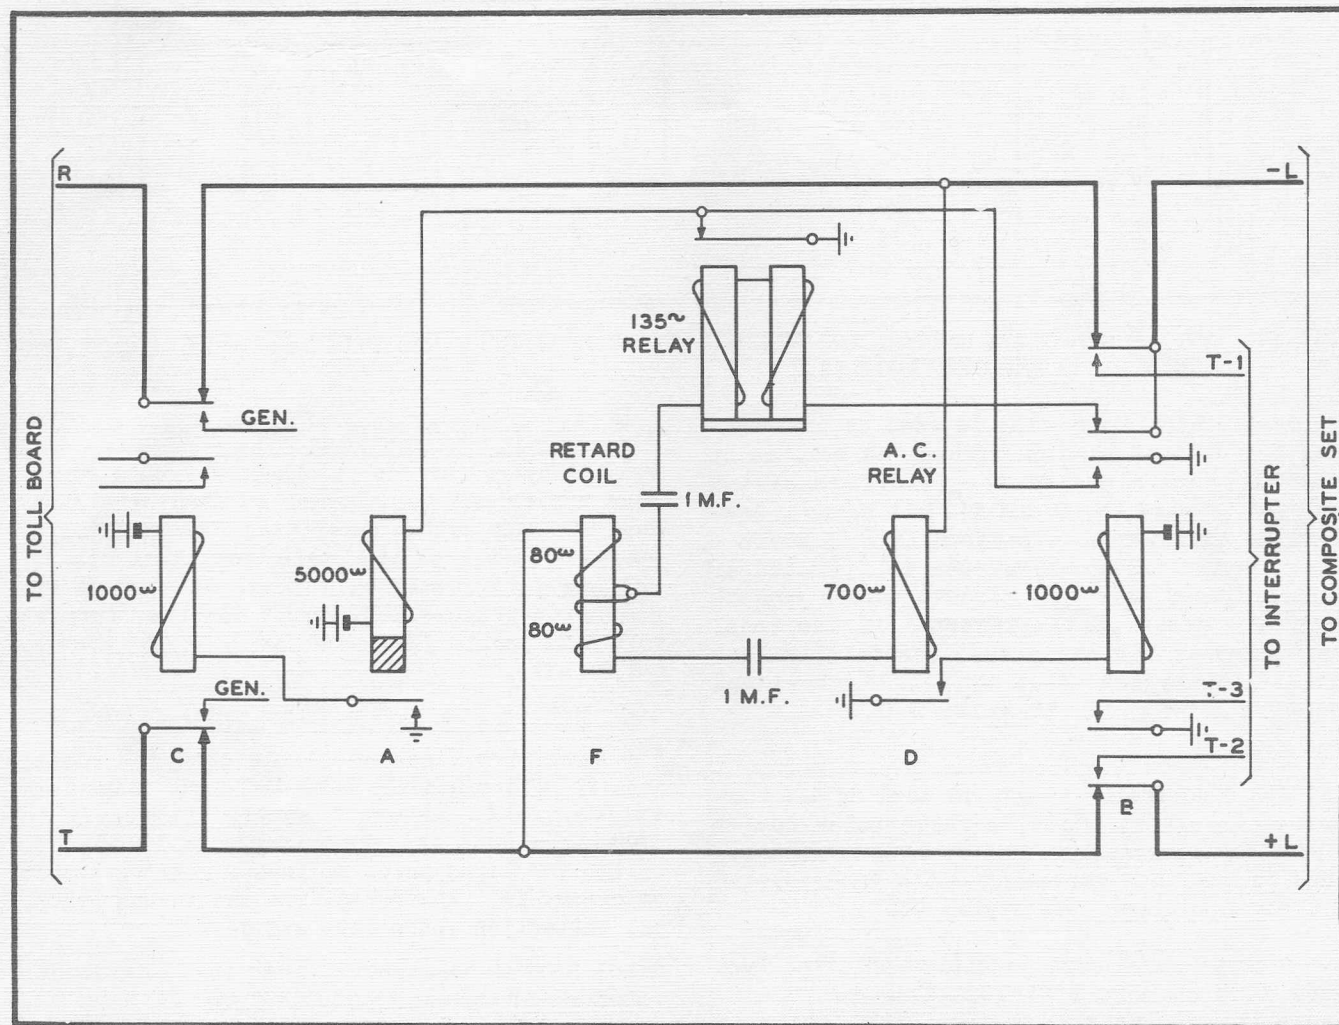 R
-L
135~
RELAY
T-1
GEN.
RETARD
COIL
A. C.
RELAY
1 M.F.
TO TOLL BOARD
1000ω
5000ω
80ω
80ω
700ω
1000ω
TO INTERRUPTER
TO COMPOSITE SET
GEN.
1 M.F.
T-3
T-2
C
A
F
D
B
T
+L